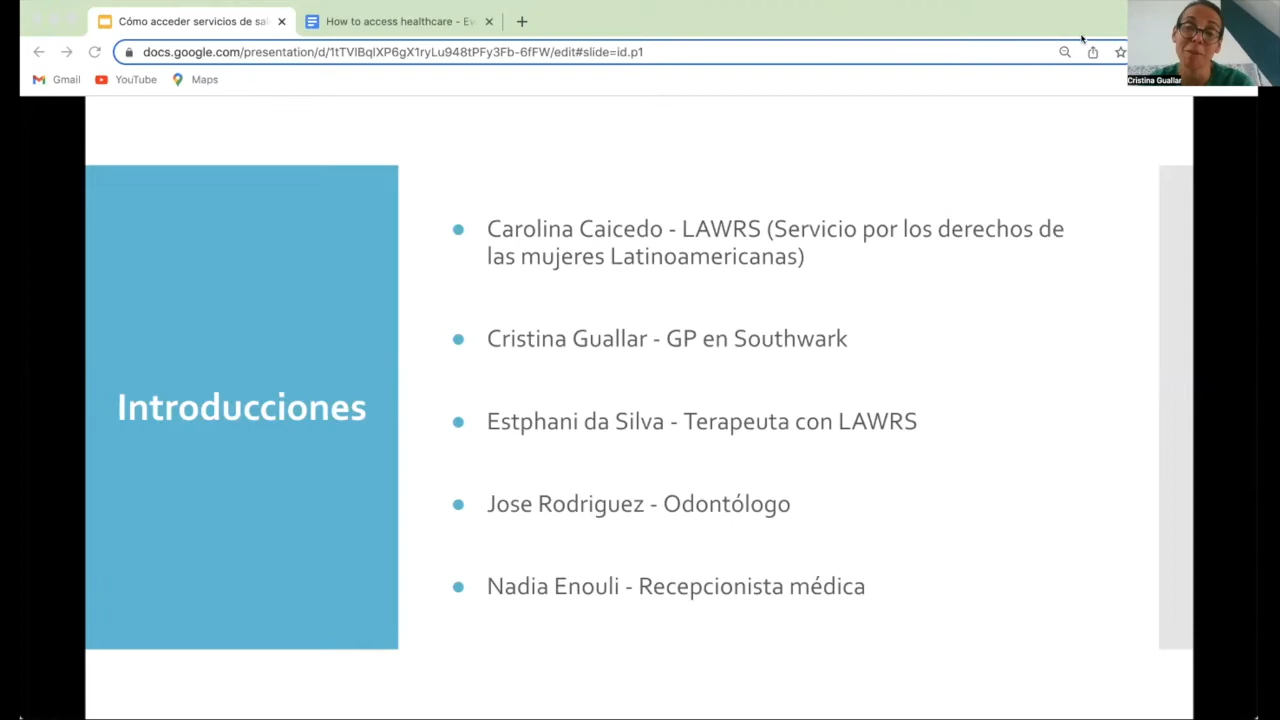 Cómo acceder servicios de sal
How to access healthcare - Ev
docs.google.com/presentation/d/1tTVIBqlXP6gX1ryLu948tPFy3Fb-6fFW/edit#slide=id.p1
Gmail
YouTube
Maps
Cristina Guallar
Introducciones
Carolina Caicedo - LAWRS (Servicio por los derechos de
las mujeres Latinoamericanas)
Cristina Guallar - GP en Southwark
Estphani da Silva - Terapeuta con LAWRS
Jose Rodriguez - Odontólogo
Nadia Enouli - Recepcionista médica